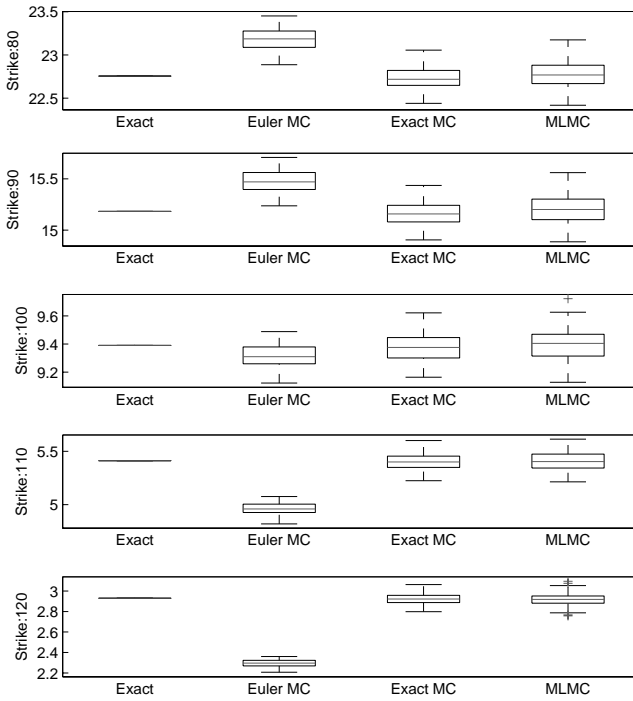 23.5
23
22.5
Strike:80
Exact Euler MC Exact MC MLMC
15.5
15
Strike:90
Exact Euler MC Exact MC MLMC
9.6
9.4
9.2
Strike:100
Exact Euler MC Exact MC MLMC
5.5
5
Strike:110
Exact Euler MC Exact MC MLMC
3
2.8
2.6
2.4
2.2
Strike:120
Exact Euler MC Exact MC MLMC